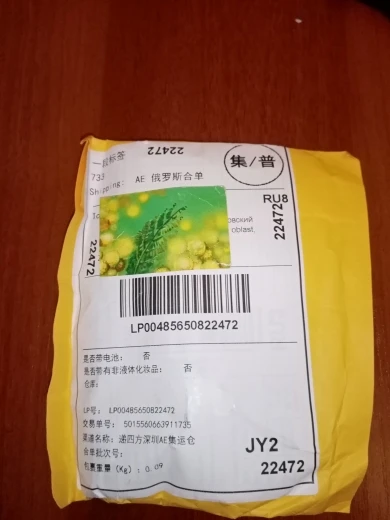 22472
一段标签
集/普
733
Shipping: AE 俄罗斯合单
RU8
22472
To
овский
oblast,
22472
LP00485650822472
是否带电池： 否
是否带有非液体化妆品： 否
仓库：
LP号： LP00485650822472
交易单号： 5015560663911735
渠道名称：递四方深圳AE集运仓
合单批次号：
包裹重量（Kg）：0.09
JY2
22472